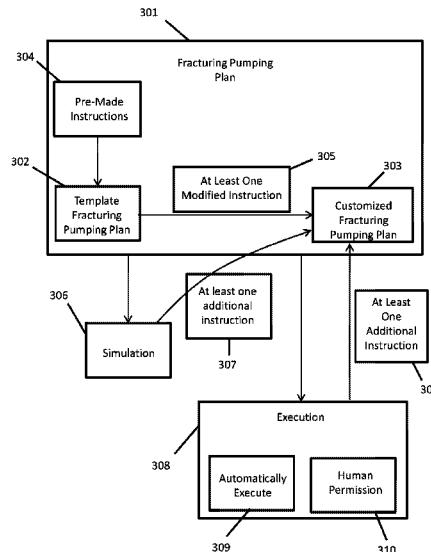 301
Fracturing Pumping
Plan
304
Pre-Made
Instructions
302
305
303
At Least One
Modified Instruction
Template
Fracturing
Pumping Plan
Customized
Fracturing
Pumping Plan
306
Simulation
At least one
additional
instruction
307
At Least
One
Additional
Instruction
30
Execution
308
Automatically
Execute
Human
Permission
309
310